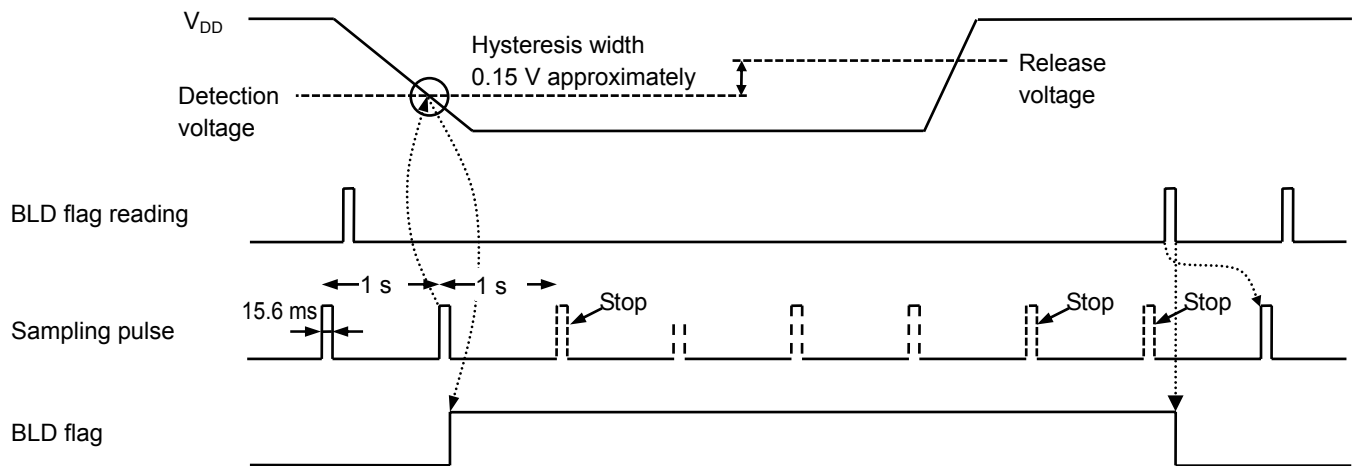 VDD
Hysteresis width
0.15 V approximately
Detection
voltage
Release
voltage
BLD flag reading
1 s
1 s
15.6 ms
Stop
Stop
Stop
Sampling pulse
BLD flag